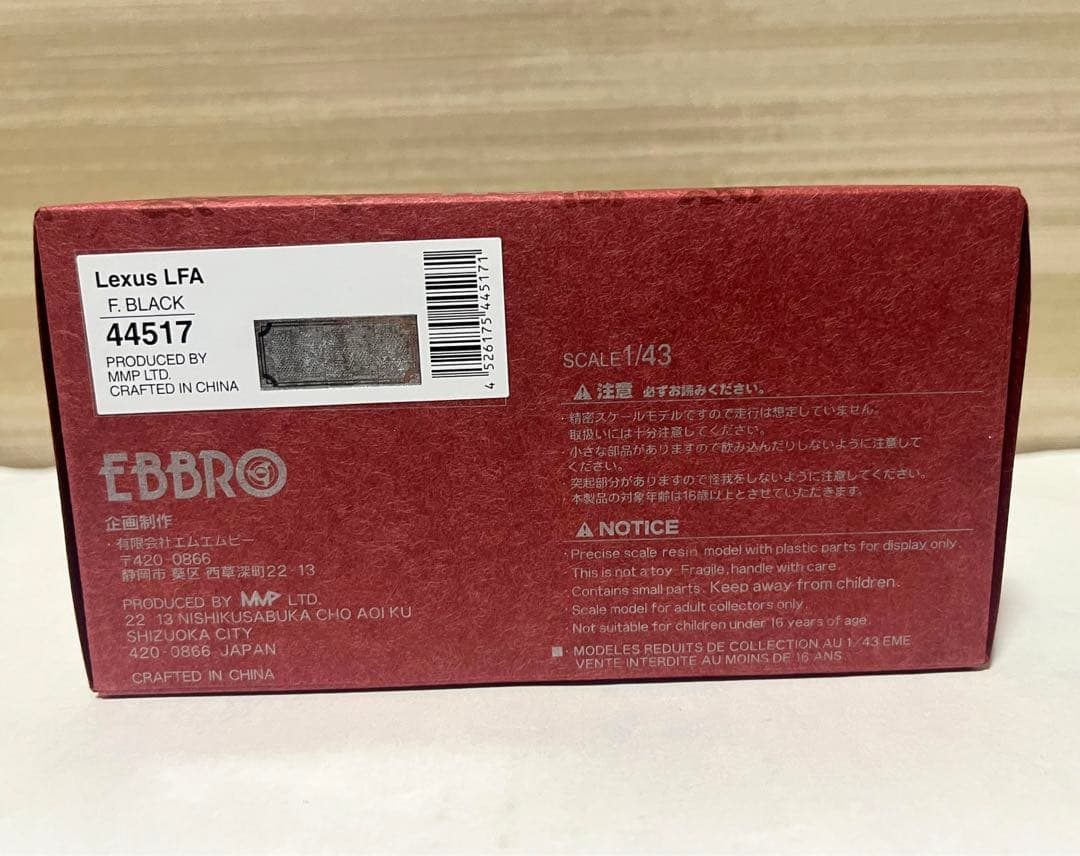 Lexus LFA
F. BLACK
44517
PRODUCED BY
MMP LTD.
CRAFTED IN CHINA
4 526175 445171
EBBRO
企画制作
・有限会社エムエムピー
〒420-0866
静岡市 葵区 西草深町22-13
PRODUCED BY MMP LTD.
22 13 NISHIKUSABUKA CHO AOI KU
SHIZUOKA CITY
420-0866 JAPAN
CRAFTED IN CHINA
SCALE 1/43
注意 必ずお読みください。
・精密スケールモデルですので走行は想定していません。
取扱いには十分注意してください。
・小さな部品がありますので飲み込んだりしないように注意して
ください。
突起部分がありますので怪我をしないように注意してください。
・本製品の対象年齢は16歳以上とさせていただきます。
NOTICE
・Precise scale resin model with plastic parts for display only.
This is not a toy. Fragile, handle with care.
・Contains small parts. Keep away from children.
・Scale model for adult collectors only.
・Not suitable for children under 16 years of age.
■・MODELES REDUITS DE COLLECTION AU 1/43 EME
VENTE INTERDITE AU MOINS DE 16 ANS